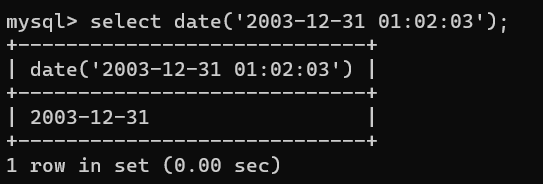 mysql> select date('2003-12-31 01:02:03');
+-----------------------------+
| date('2003-12-31 01:02:03') |
+-----------------------------+
| 2003-12-31                  |
+-----------------------------+
1 row in set (0.00 sec)